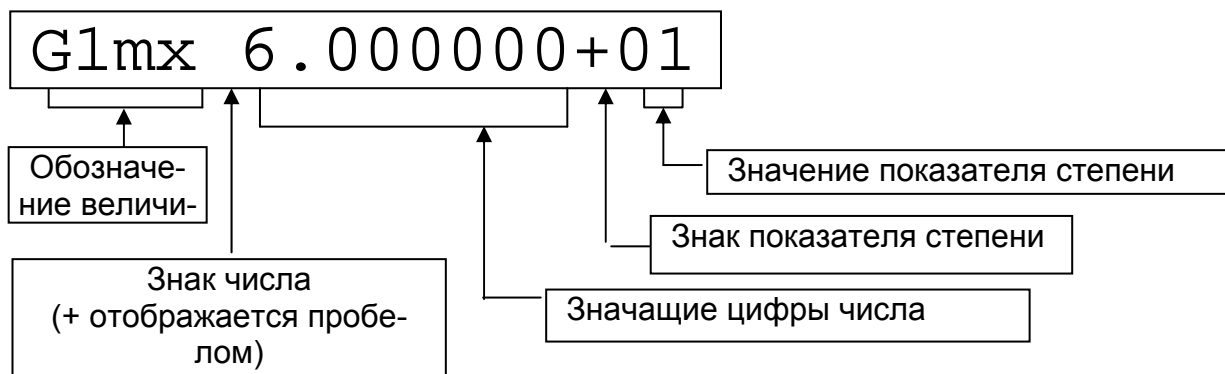 G1mx 6.000000+01
Обозначе-
ние величи-
Значение показателя степени
Знак показателя степени
Знак числа
(+ отображается пробе-
лом)
Значащие цифры числа